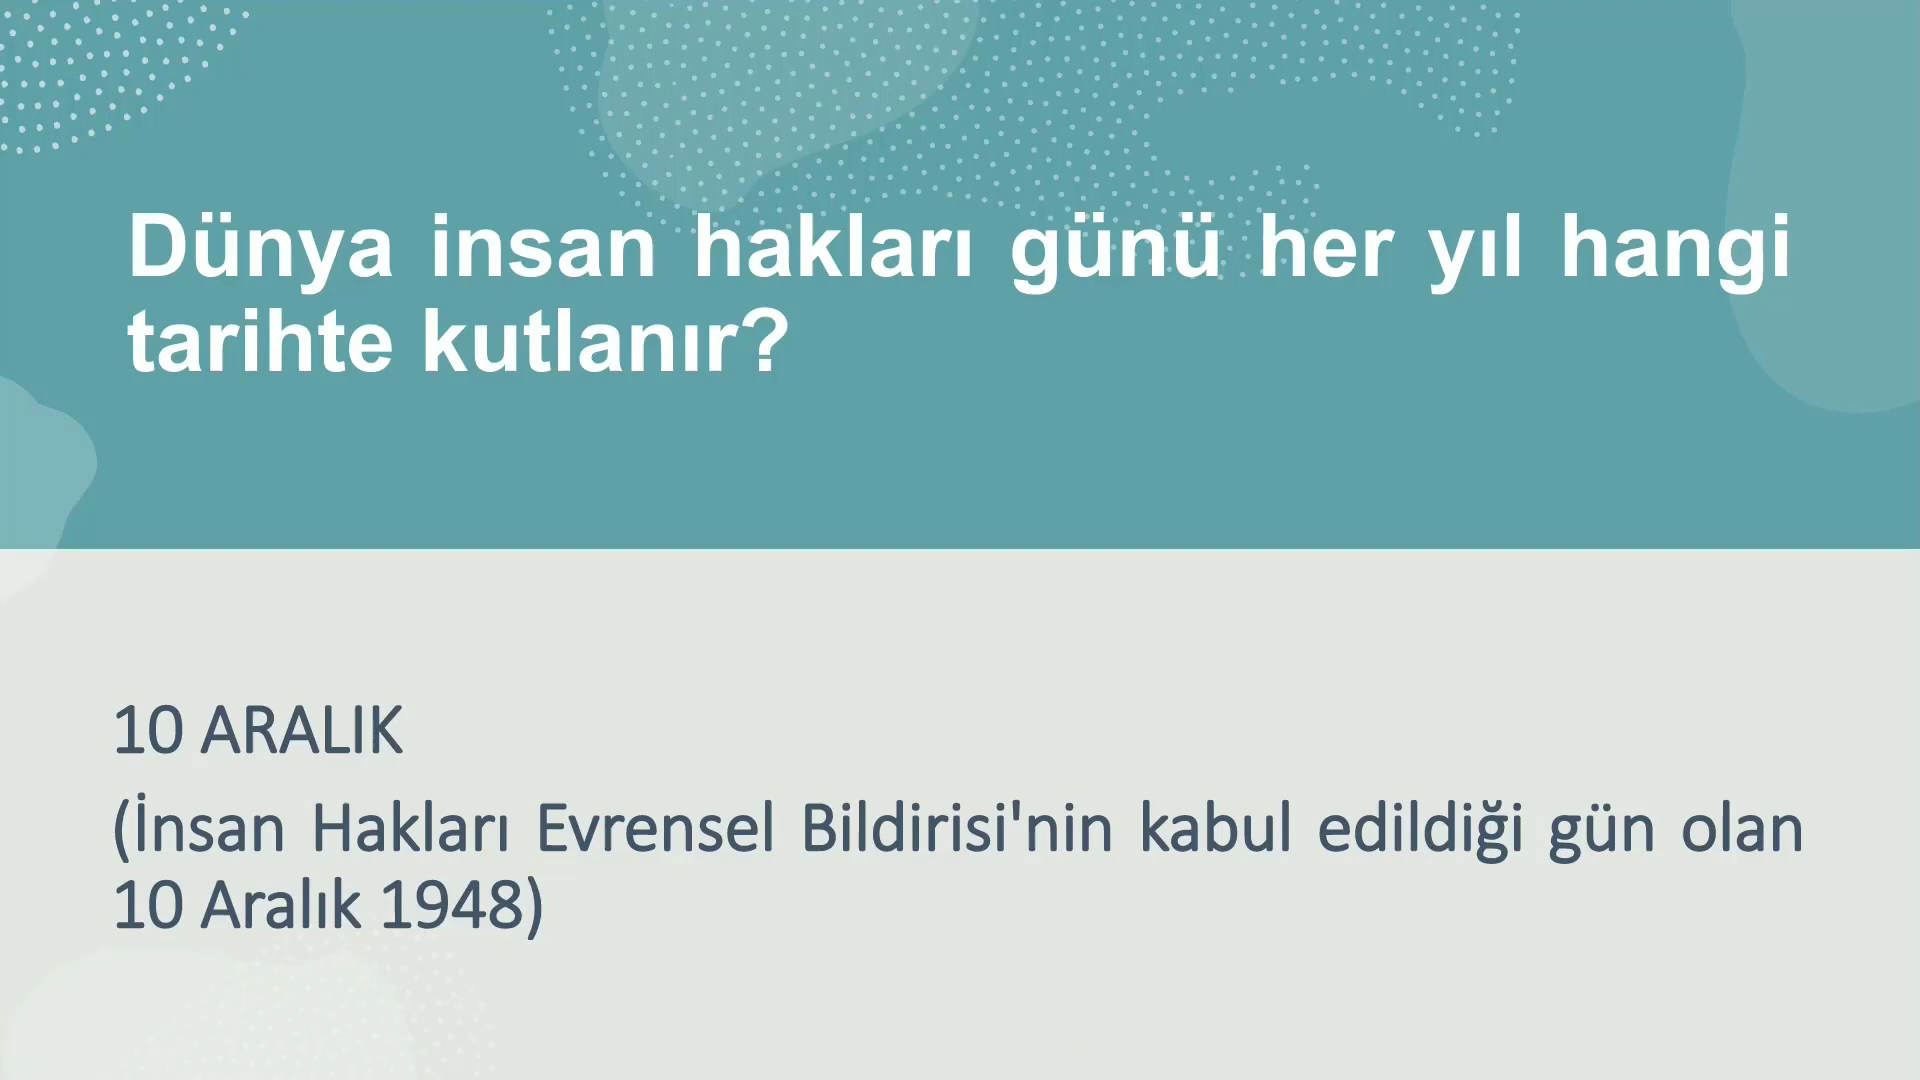 Dünya insan hakları günü her yıl hangi
tarihte kutlanır?
10 ARALIK
(İnsan Hakları Evrensel Bildirisi'nin kabul edildiği gün olan
10 Aralık 1948)